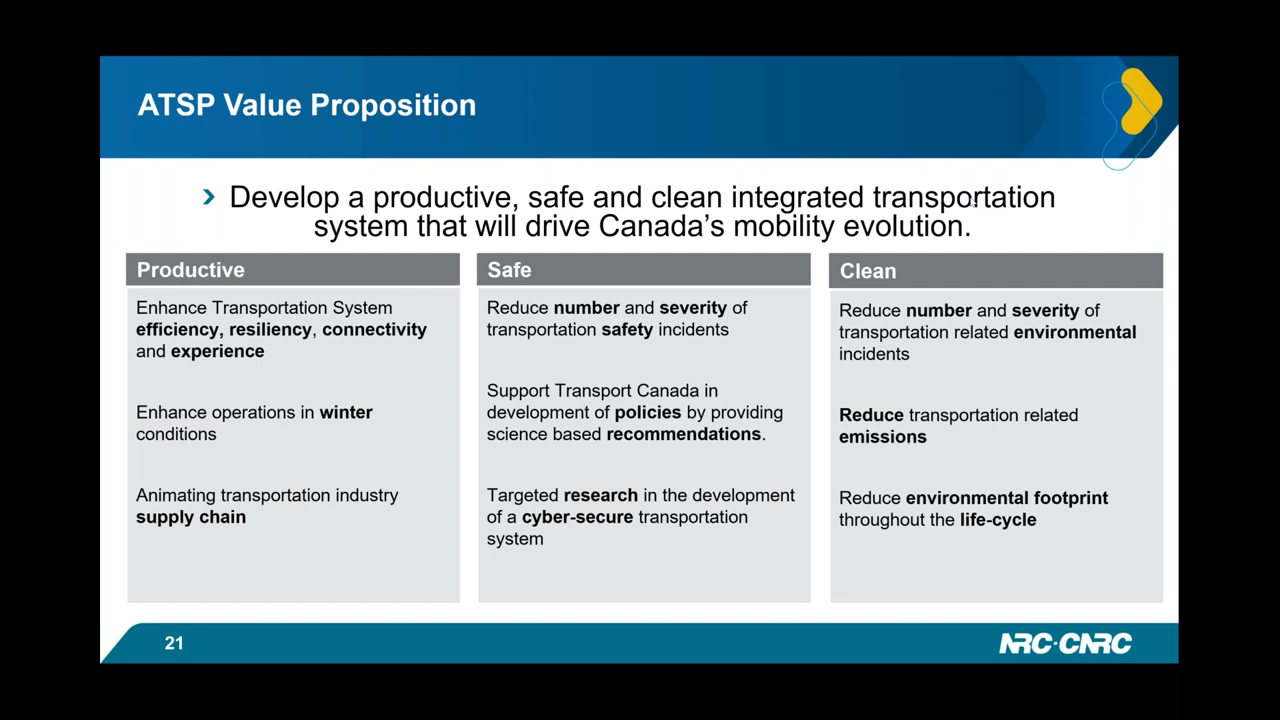 ATSP Value Proposition
Develop a productive, safe and clean integrated transportation
system that will drive Canada’s mobility evolution.
Productive
Enhance Transportation System
efficiency, resiliency, connectivity
and experience
Enhance operations in winter
conditions
Animating transportation industry
supply chain
Safe
Reduce number and severity of
transportation safety incidents
Support Transport Canada in
development of policies by providing
science based recommendations.
Targeted research in the development
of a cyber-secure transportation
system
Clean
Reduce number and severity of
transportation related environmental
incidents
Reduce transportation related
emissions
Reduce environmental footprint
throughout the life-cycle
21
NRC·CNRC